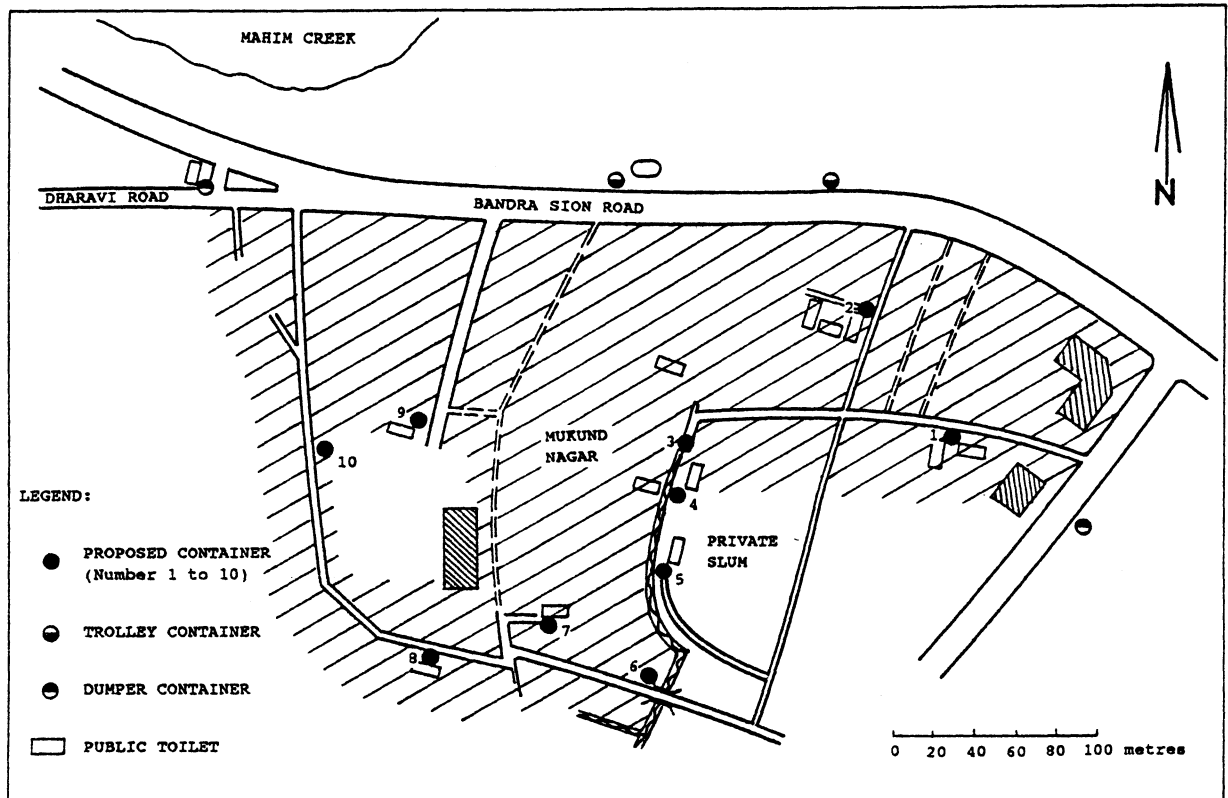 MAHIM CREEK
N
DHARAVI ROAD
BANDRA SION ROAD
2
9
MUKUND
NAGAR
3
1
10
4
LEGEND:
PROPOSED CONTAINER
(Number 1 to 10)
PRIVATE
SLUM
5
TROLLEY CONTAINER
7
8
6
DUMPER CONTAINER
PUBLIC TOILET
0 20 40 60 80 100 metres